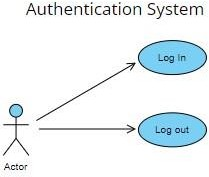 Authentication System
Log In
Log out
Actor